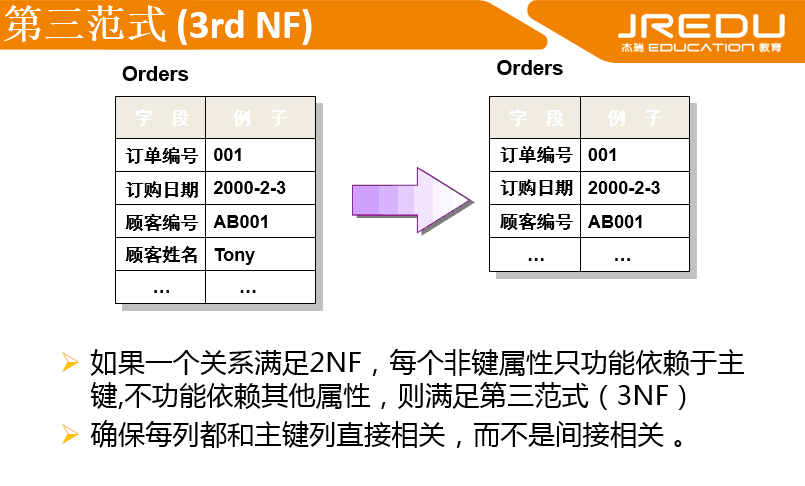 第三范式 (3rd NF)
JREDU
杰瑞 EDUCATION 教育
Orders
字 段 例 子
订单编号 001
订购日期 2000-2-3
顾客编号 AB001
顾客姓名 Tony
… …
Orders
字 段 例 子
订单编号 001
订购日期 2000-2-3
顾客编号 AB001
… …
如果一个关系满足2NF，每个非键属性只功能依赖于主
键,不功能依赖其他属性，则满足第三范式（3NF）
确保每列都和主键列直接相关，而不是间接相关 。